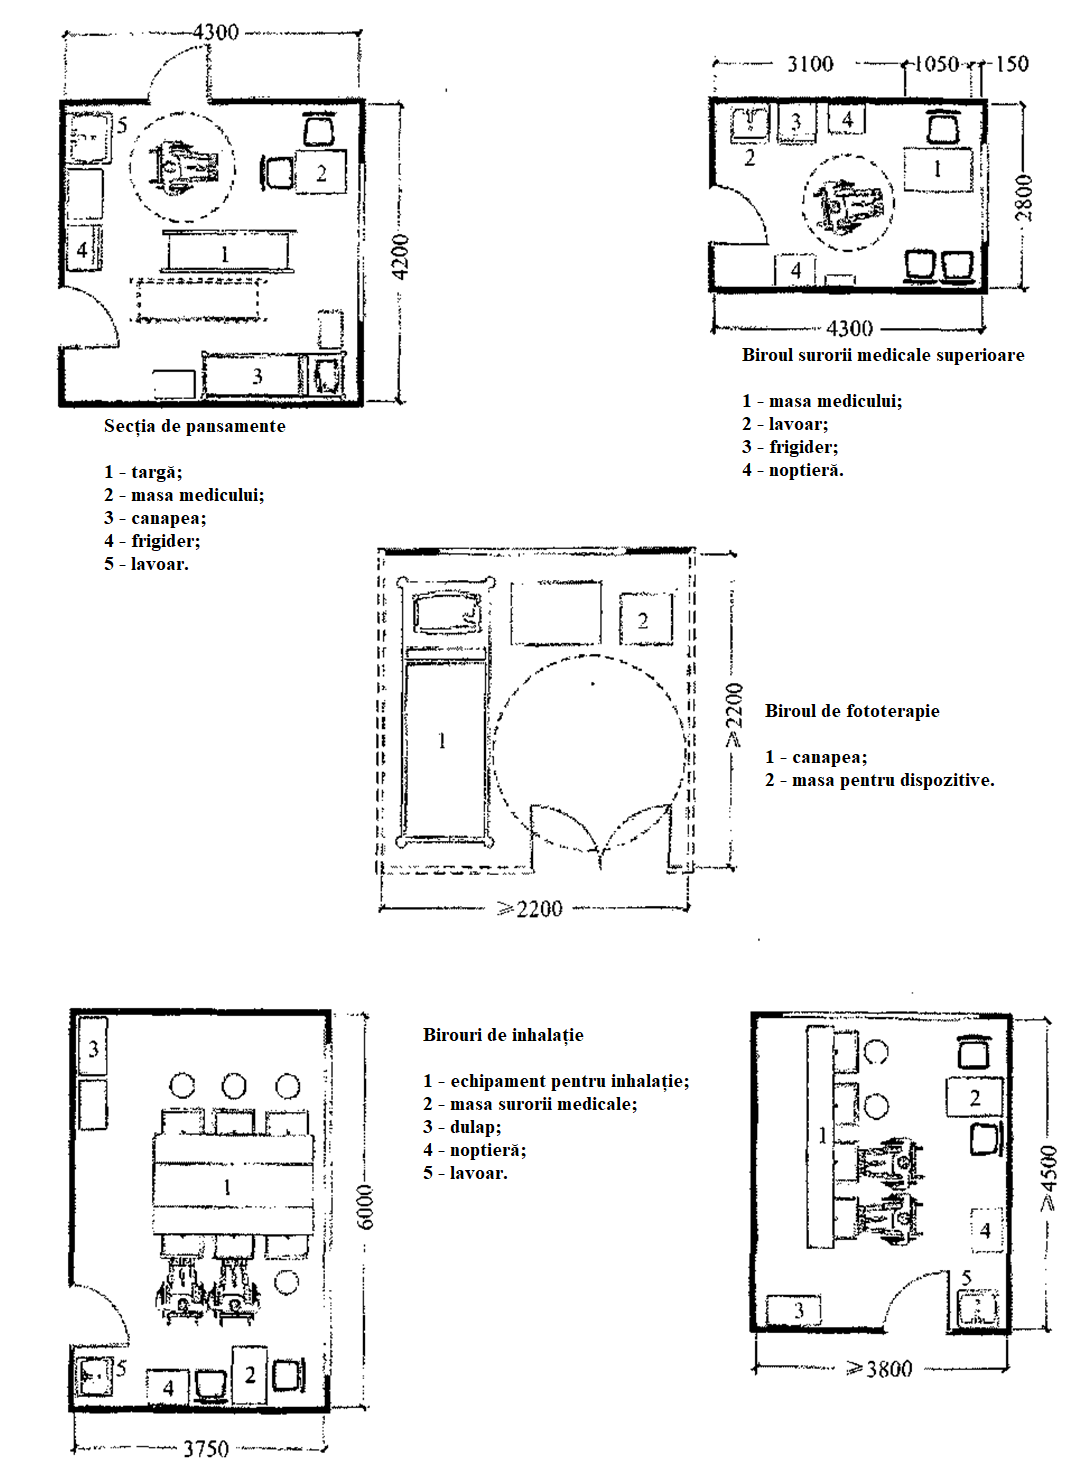 4300
5
2
4
1
3
4200
Secția de pansamente
1 - targă;
2 - masa medicului;
3 - canapea;
4 - frigider;
5 - lavoar.
3100
1050
150
2
3
4
1
4
2800
4300
Biroul surorii medicale superioare
1 - masa medicului;
2 - lavoar;
3 - frigider;
4 - noptieră.
2
1
≥2200
≥2200
Biroul de fototerapie
1 - canapea;
2 - masa pentru dispozitive.
3
1
5
4
2
6000
3750
Birouri de inhalație
1 - echipament pentru inhalație;
2 - masa surorii medicale;
3 - dulap;
4 - noptieră;
5 - lavoar.
1
2
4
5
3
≥4500
≥3800